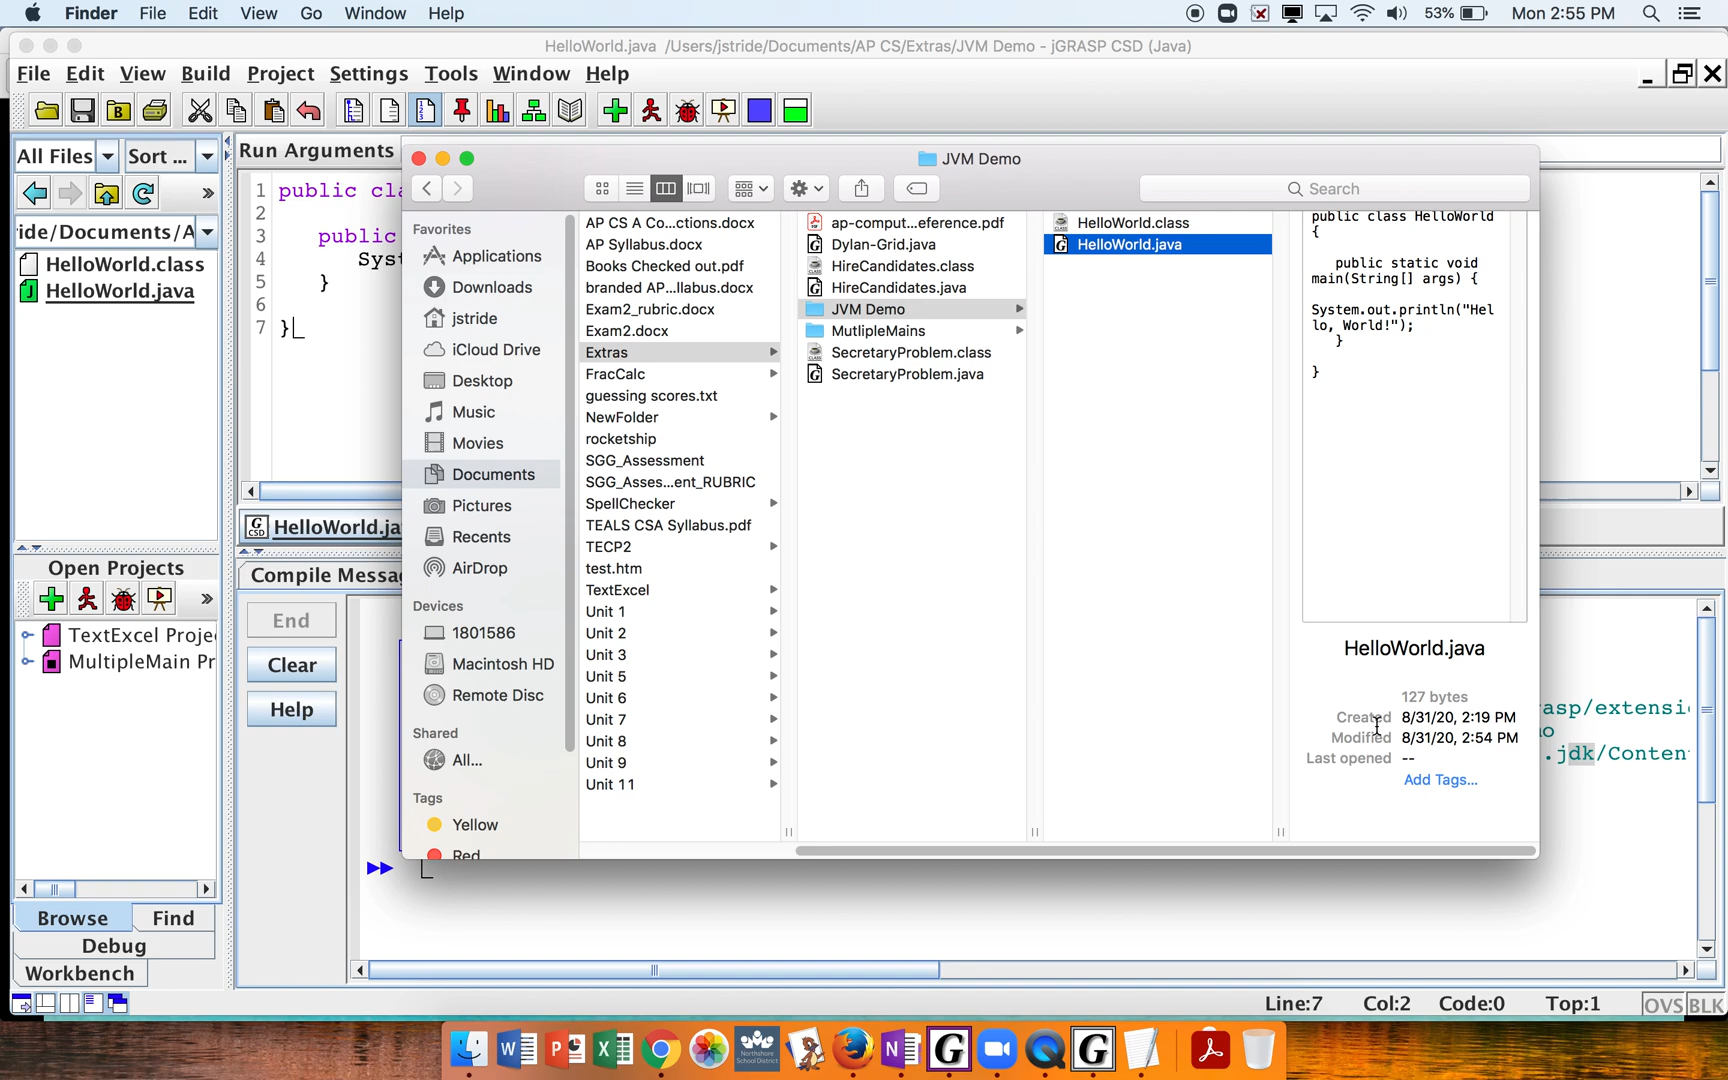 Finder File Edit View Go Window Help 53% Mon 2:55 PM
HelloWorld.java /Users/jstride/Documents/AP CS/Extras/JVM Demo - jGRASP CSD (Java)
File Edit View Build Project Settings Tools Window Help
All Files Sort ...
ide/Documents/A
HelloWorld.class
HelloWorld.java
Open Projects
TextExcel Proje
MultipleMain Pr
Browse Find
Debug
Workbench
Run Arguments
1 public cla
2
3 public
4 Syst
5 }
6
7 }
HelloWorld.ja
Compile Messag
End
Clear
Help
JVM Demo
Search
Favorites
Applications
Downloads
jstride
iCloud Drive
Desktop
Music
Movies
Documents
Pictures
Recents
AirDrop
Devices
1801586
Macintosh HD
Remote Disc
Shared
All...
Tags
Yellow
Red
AP CS A Co...ctions.docx
AP Syllabus.docx
Books Checked out.pdf
branded AP...llabus.docx
Exam2_rubric.docx
Exam2.docx
Extras
FracCalc
guessing scores.txt
NewFolder
rocketship
SGG_Assessment
SGG_Asses...ent_RUBRIC
SpellChecker
TEALS CSA Syllabus.pdf
TECP2
test.htm
TextExcel
Unit 1
Unit 2
Unit 3
Unit 5
Unit 6
Unit 7
Unit 8
Unit 9
Unit 11
ap-comput...eference.pdf
Dylan-Grid.java
HireCandidates.class
HireCandidates.java
JVM Demo
MutlipleMains
SecretaryProblem.class
SecretaryProblem.java
HelloWorld.class
HelloWorld.java
public class HelloWorld
{
public static void
main(String[] args) {
System.out.println("Hel
lo, World!");
}
}
HelloWorld.java
127 bytes
Created 8/31/20, 2:19 PM
Modified 8/31/20, 2:54 PM
Last opened --
Add Tags...
asp/extensi
no
.jdk/Conten
Line:7 Col:2 Code:0 Top:1 OVS BLK
Northshore
School District